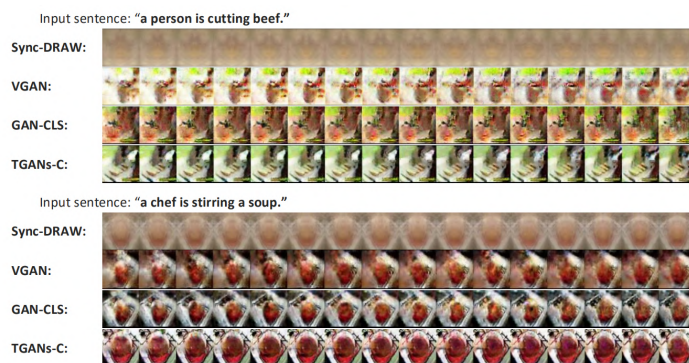 Input sentence: “a person is cutting beef.”
Sync-DRAW:
VGAN:
GAN-CLS:
TGANs-C:
Input sentence: “a chef is stirring a soup.”
Sync-DRAW:
VGAN:
GAN-CLS:
TGANs-C: